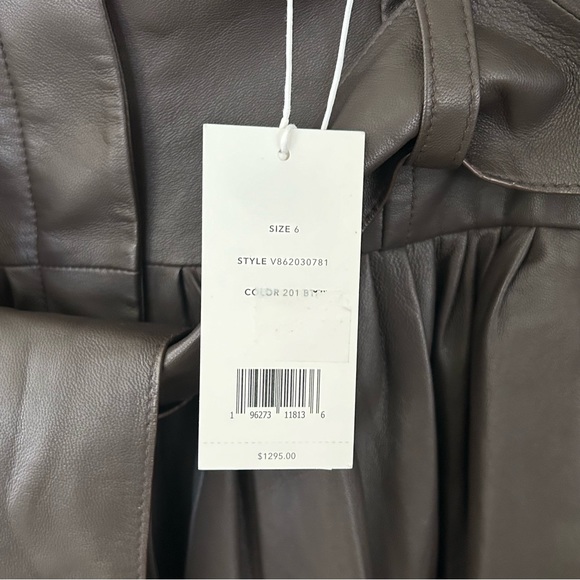 SIZE 6
STYLE V862030781
COLOR 201
1 96273 11813 6
$1295.00